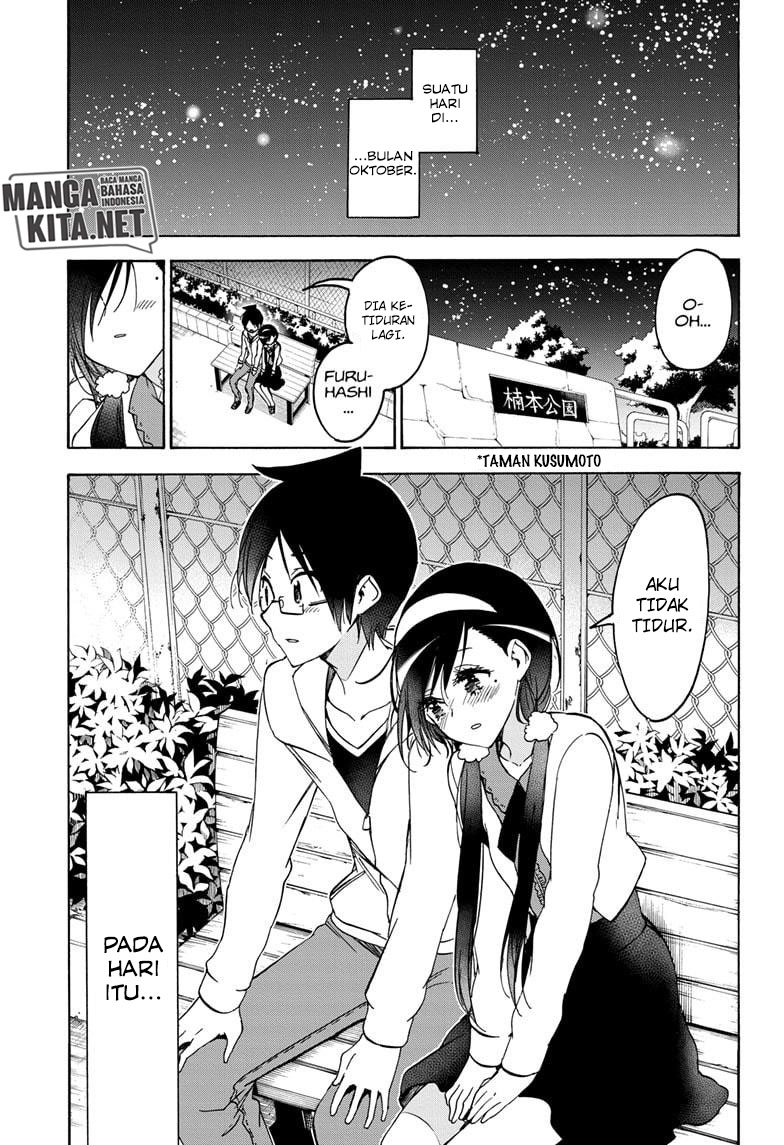 SUATU
HARI
DI...
...BULAN
OKTOBER.
MANGA
KITA.NET
BACA MANGA
BAHASA
INDONESIA
O-
OH...
楠本公園
*TAMAN KUSUMOTO
DIA KE-
TIDURAN
LAGI.
FURU-
HASHI
...
AKU
TIDAK
TIDUR.
PADA
HARI
ITU...